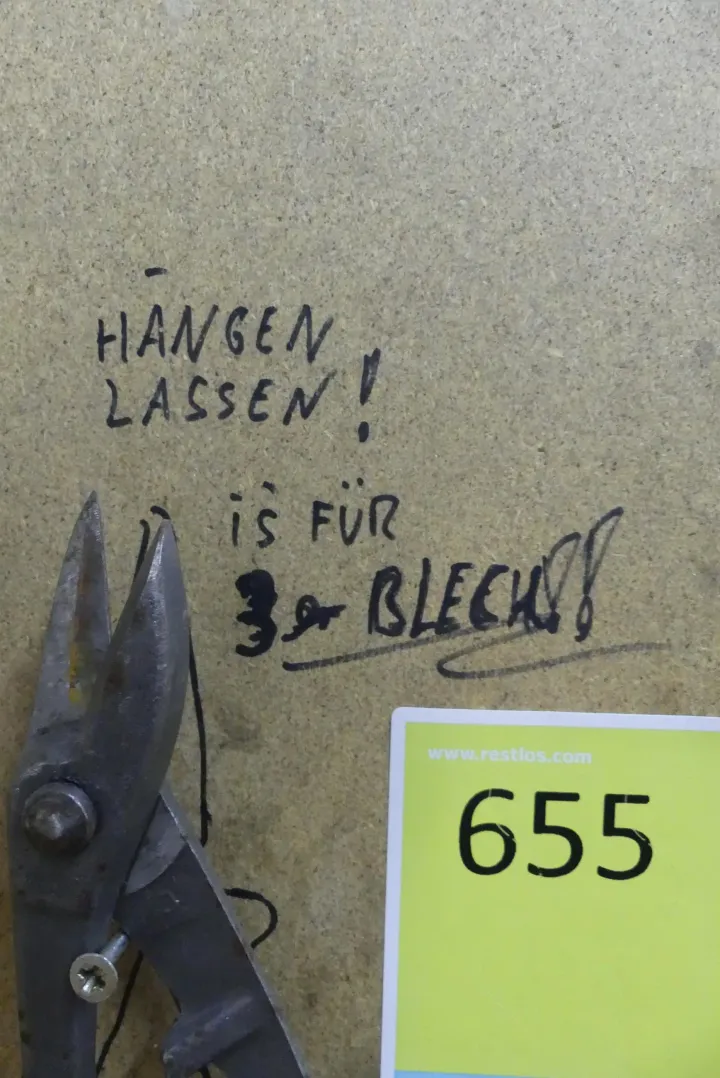 HÄNGEN
LASSEN!
is FÜR
3er BLECH!!
www.restlos.com
655